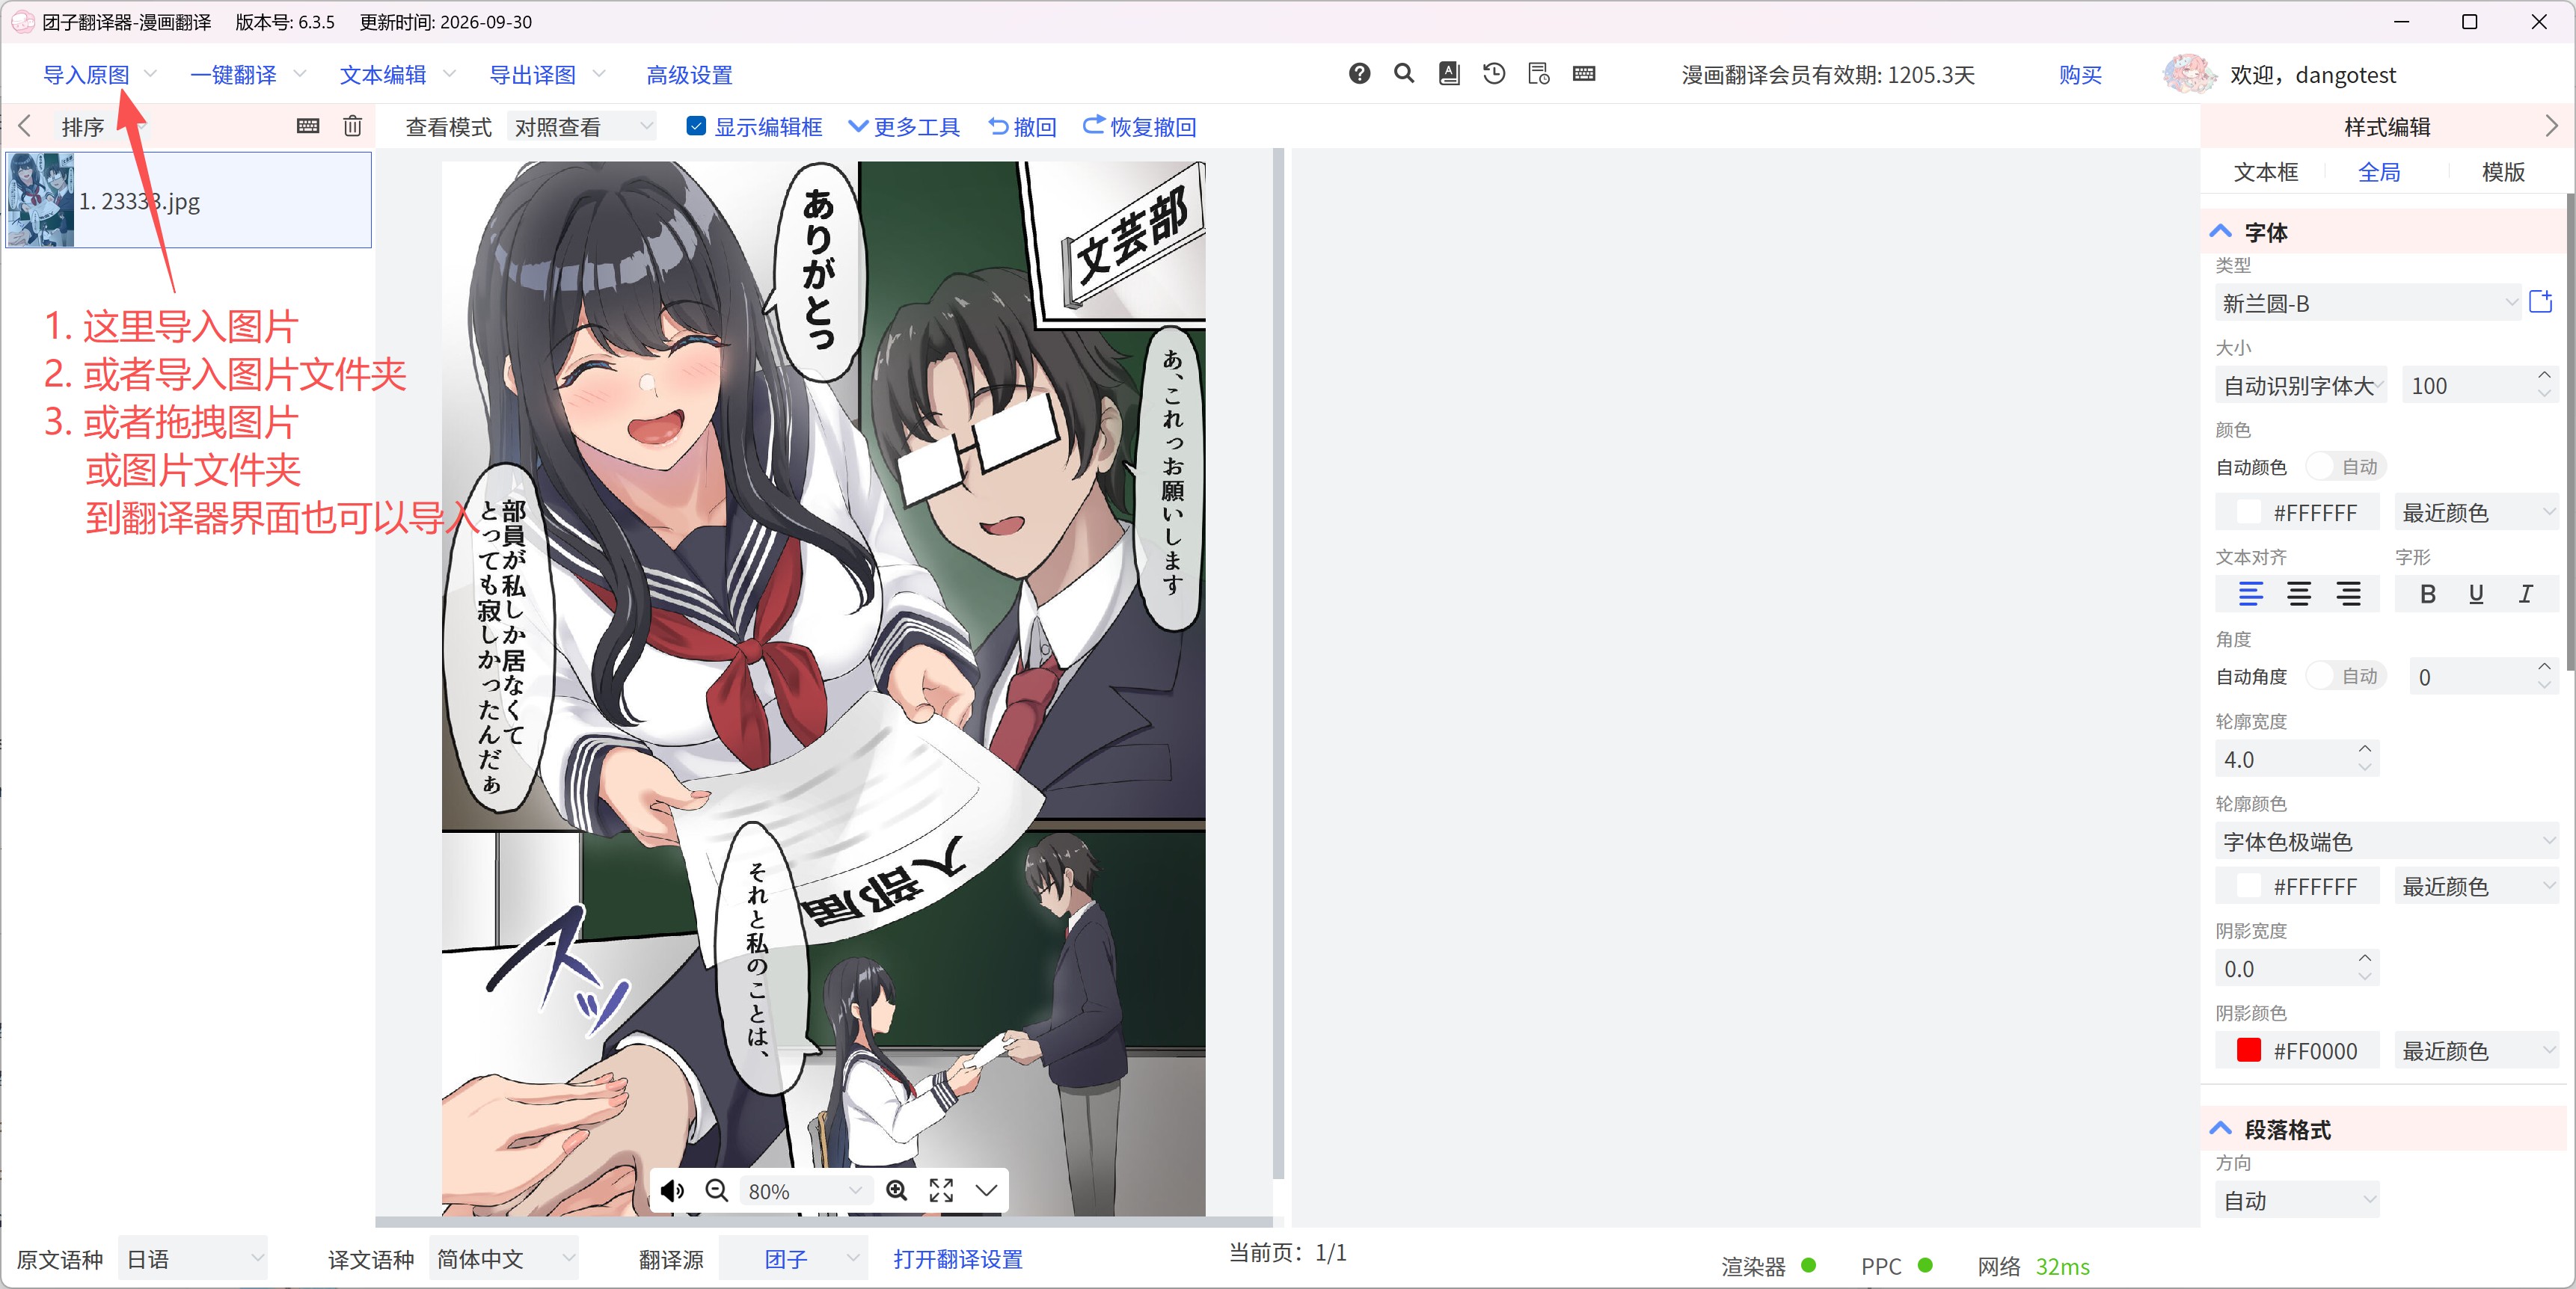 团子翻译器-漫画翻译 版本号: 6.3.5 更新时间: 2026-09-30
导入原图 一键翻译 文本编辑 导出译图 高级设置
漫画翻译会员有效期: 1205.3天 购买 欢迎，dangotest
排序
查看模式 对照查看 显示编辑框 更多工具 撤回 恢复撤回
1. 23333.jpg
1. 这里导入图片
2. 或者导入图片文件夹
3. 或者拖拽图片
或图片文件夹
到翻译器界面也可以导入
文芸部
ありがとっ
あ、これっお願いします
部員が私しか居なくて
とっても寂しかったんだぁ
入部届
それと私のことは、
スッ
80%
样式编辑
文本框 全局 模版
字体
类型
新兰圆-B
大小
自动识别字体大 100
颜色
自动颜色 自动
#FFFFFF 最近颜色
文本对齐 字形
B U I
角度
自动角度 自动 0
轮廓宽度
4.0
轮廓颜色
字体色极端色
#FFFFFF 最近颜色
阴影宽度
0.0
阴影颜色
#FF0000 最近颜色
段落格式
方向
自动
原文语种 日语 译文语种 简体中文 翻译源 团子 打开翻译设置
当前页：1/1
渲染器 PPC 网络 32ms